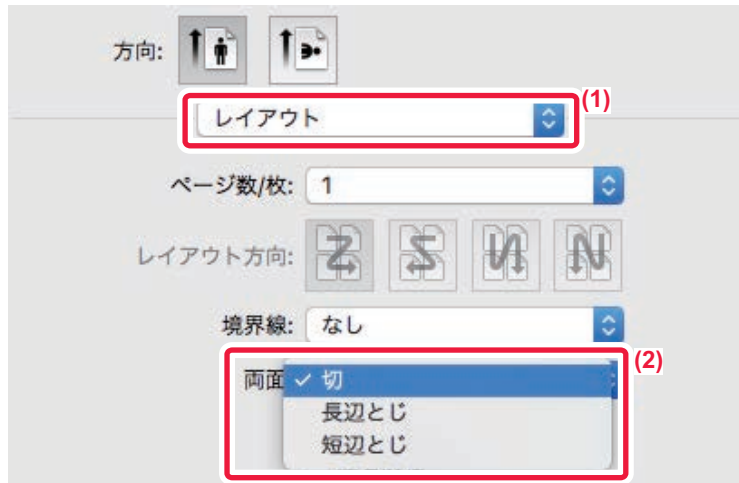 方向:
(1)
レイアウト
ページ数/枚: 1
レイアウト方向:
境界線: なし
(2)
両面 ✓ 切
長辺とじ
短辺とじ